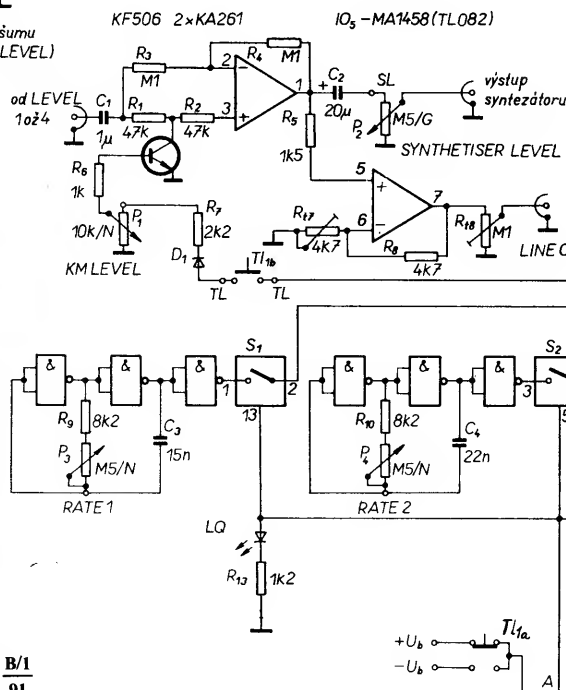 KF506 2×KA261 IO5-MA1458(TL082)
šumu
LEVEL)
R3
M1
R4
M1
od LEVEL
1 až 4
C1
1μ
R1
47k
R2
47k
2
3
1
C2
20μ
SL
P2
M5/G
výstup
syntezátoru
SYNTHETISER LEVEL
R5
1k5
R6
1k
P1
10k/N
KM LEVEL
R7
2k2
D1
Tl1b
TL
TL
5
6
7
Rt7
4k7
R8
4k7
Rt8
M1
LINE
&
&
&
S1
1
2
13
R9
8k2
P3
M5/N
C3
15n
RATE 1
&
&
&
S2
3
5
R10
8k2
P4
M5/N
C4
22n
RATE 2
LQ
R13
1k2
+Ub
-Ub
Tl1a
A
B/1
91